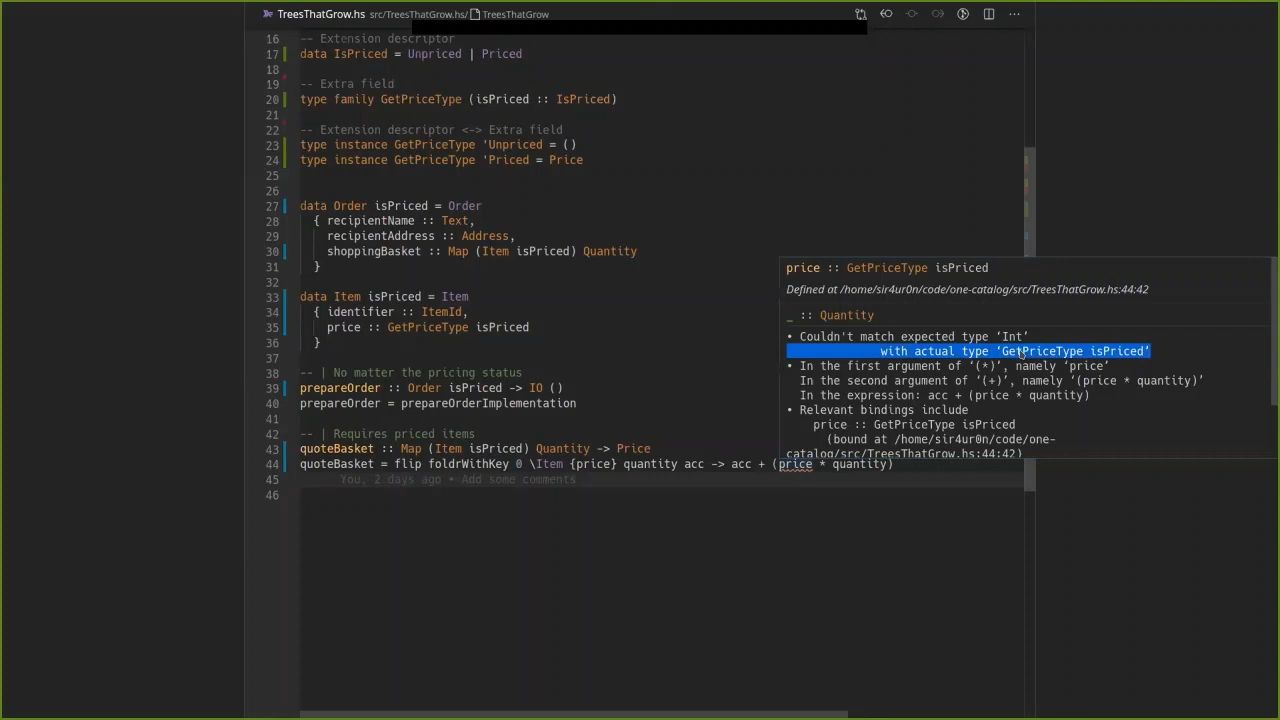 TreesThatGrow.hs src/TreesThatGrow.hs/ TreesThatGrow
16 -- Extension descriptor
17 data IsPriced = Unpriced | Priced
18
19 -- Extra field
20 type family GetPriceType (isPriced :: IsPriced)
21
22 -- Extension descriptor <-> Extra field
23 type instance GetPriceType 'Unpriced = ()
24 type instance GetPriceType 'Priced = Price
25
26
27 data Order isPriced = Order
28 { recipientName :: Text,
29 recipientAddress :: Address,
30 shoppingBasket :: Map (Item isPriced) Quantity
31 }
32
33 data Item isPriced = Item
34 { identifier :: ItemId,
35 price :: GetPriceType isPriced
36 }
37
38 -- | No matter the pricing status
39 prepareOrder :: Order isPriced -> IO ()
40 prepareOrder = prepareOrderImplementation
41
42 -- | Requires priced items
43 quoteBasket :: Map (Item isPriced) Quantity -> Price
44 quoteBasket = flip foldrWithKey 0 \Item {price} quantity acc -> acc + (price * quantity)
45 You, 2 days ago • Add some comments
46
price :: GetPriceType isPriced
Defined at /home/sir4ur0n/code/one-catalog/src/TreesThatGrow.hs:44:42
_ :: Quantity
• Couldn't match expected type ‘Int’
with actual type ‘GetPriceType isPriced’
• In the first argument of ‘(*)’, namely ‘price’
In the second argument of ‘(+)’, namely ‘(price * quantity)’
In the expression: acc + (price * quantity)
• Relevant bindings include
price :: GetPriceType isPriced
(bound at /home/sir4ur0n/code/one-
catalog/src/TreesThatGrow.hs:44:42)